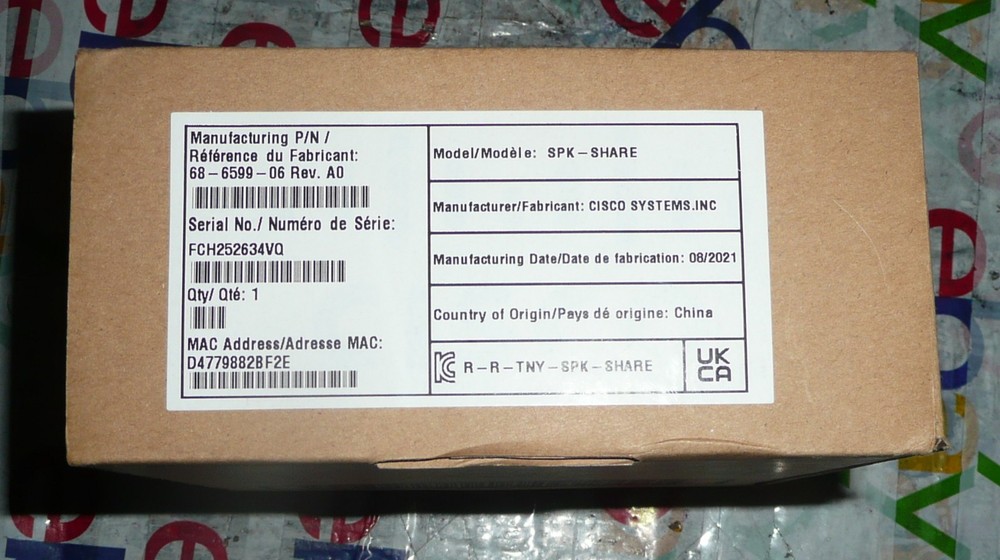 Manufacturing P/N /
Référence du Fabricant:
68-6599-06 Rev. A0
Serial No./ Numéro de Série:
FCH252634VQ
Qty/ Qté: 1
MAC Address/Adresse MAC:
D4779882BF2E
Model/Modèle: SPK-SHARE
Manufacturer/Fabricant: CISCO SYSTEMS.INC
Manufacturing Date/Date de fabrication: 08/2021
Country of Origin/Pays dé origine: China
R-R-TNY-SPK-SHARE
UK
CA